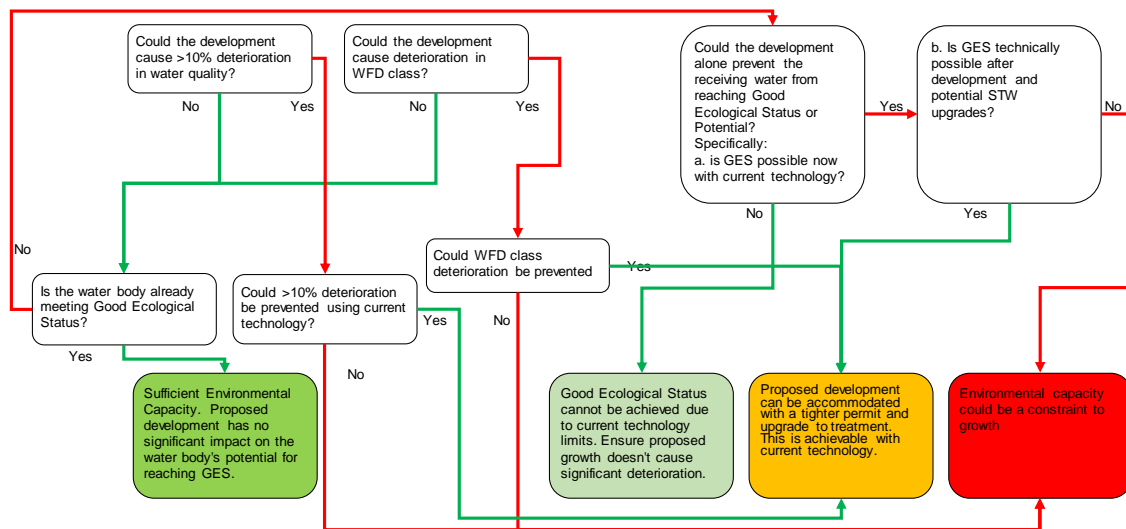 Could the development
cause >10% deterioration
in water quality?
Could the development
cause deterioration in
WFD class?
Could the development
alone prevent the
receiving water from
reaching Good
Ecological Status or
Potential?
Specifically:
a. is GES possible now
with current technology?
b. Is GES technically
possible after
development and
potential STW
upgrades?
No
Yes
No
Yes
Yes
No
No
Yes
No
Could WFD class
deterioration be prevented
Yes
Is the water body already
meeting Good Ecological
Status?
Could >10% deterioration
be prevented using current
technology?
Yes
No
Yes
No
Sufficient Environmental
Capacity. Proposed
development has no
significant impact on the
water body's potential for
reaching GES.
Good Ecological Status
cannot be achieved due
to current technology
limits. Ensure proposed
growth doesn't cause
significant deterioration.
Proposed development
can be accommodated
with a tighter permit and
upgrade to treatment.
This is achievable with
current technology.
Environmental capacity
could be a constraint to
growth